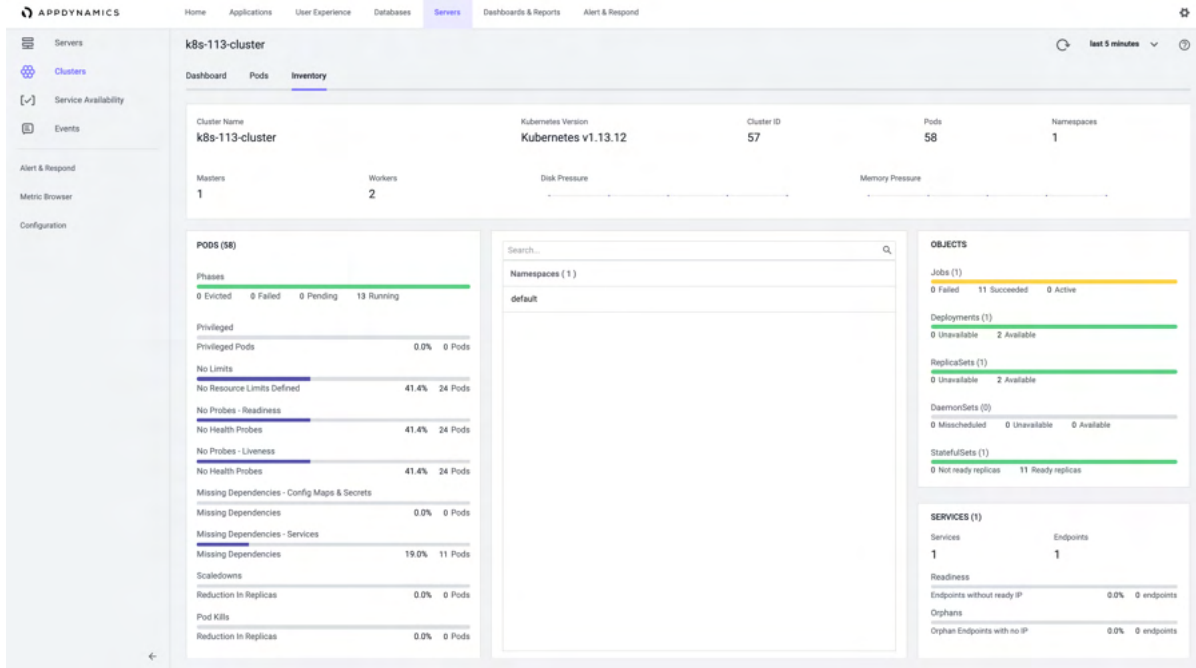 APPDYNAMICS
Home Applications User Experience Databases Servers Dashboards & Reports Alert & Respond
Servers
Clusters
Service Availability
Events
Alert & Respond
Metric Browser
Configuration
k8s-113-cluster
last 5 minutes
Dashboard Pods Inventory
Cluster Name Kubernetes Version Cluster ID Pods Namespaces
k8s-113-cluster Kubernetes v1.13.12 57 58 1
Masters Workers Disk Pressure Memory Pressure
1 2
PODS (58)
Phases
0 Evicted 0 Failed 0 Pending 13 Running
Privileged
Privileged Pods 0.0% 0 Pods
No Limits
No Resource Limits Defined 41.4% 24 Pods
No Probes - Readiness
No Health Probes 41.4% 24 Pods
No Probes - Liveness
No Health Probes 41.4% 24 Pods
Missing Dependencies - Config Maps & Secrets
Missing Dependencies 0.0% 0 Pods
Missing Dependencies - Services
Missing Dependencies 19.0% 11 Pods
Scaledowns
Reduction In Replicas 0.0% 0 Pods
Pod Kills
Reduction In Replicas 0.0% 0 Pods
Search...
Namespaces ( 1 )
default
OBJECTS
Jobs (1)
0 Failed 11 Succeeded 0 Active
Deployments (1)
0 Unavailable 2 Available
ReplicaSets (1)
0 Unavailable 2 Available
DaemonSets (0)
0 Misscheduled 0 Unavailable 0 Available
StatefulSets (1)
0 Not ready replicas 11 Ready replicas
SERVICES (1)
Services Endpoints
1 1
Readiness
Endpoints without ready IP 0.0% 0 endpoints
Orphans
Orphan Endpoints with no IP 0.0% 0 endpoints